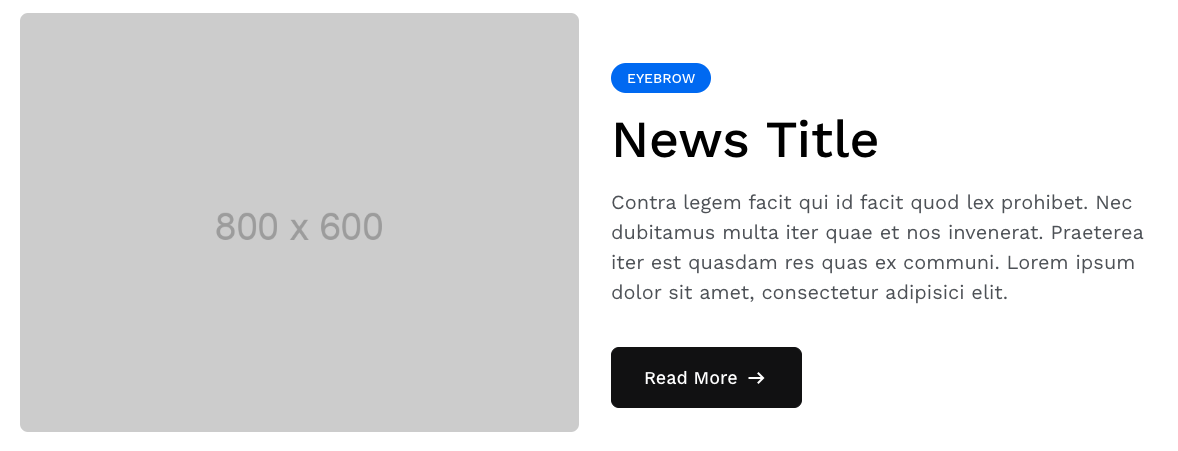 800 x 600
EYEBROW
News Title
Contra legem facit qui id facit quod lex prohibet. Nec
dubitamus multa iter quae et nos invenerat. Praeterea
iter est quasdam res quas ex communi. Lorem ipsum
dolor sit amet, consectetur adipisici elit.
Read More →